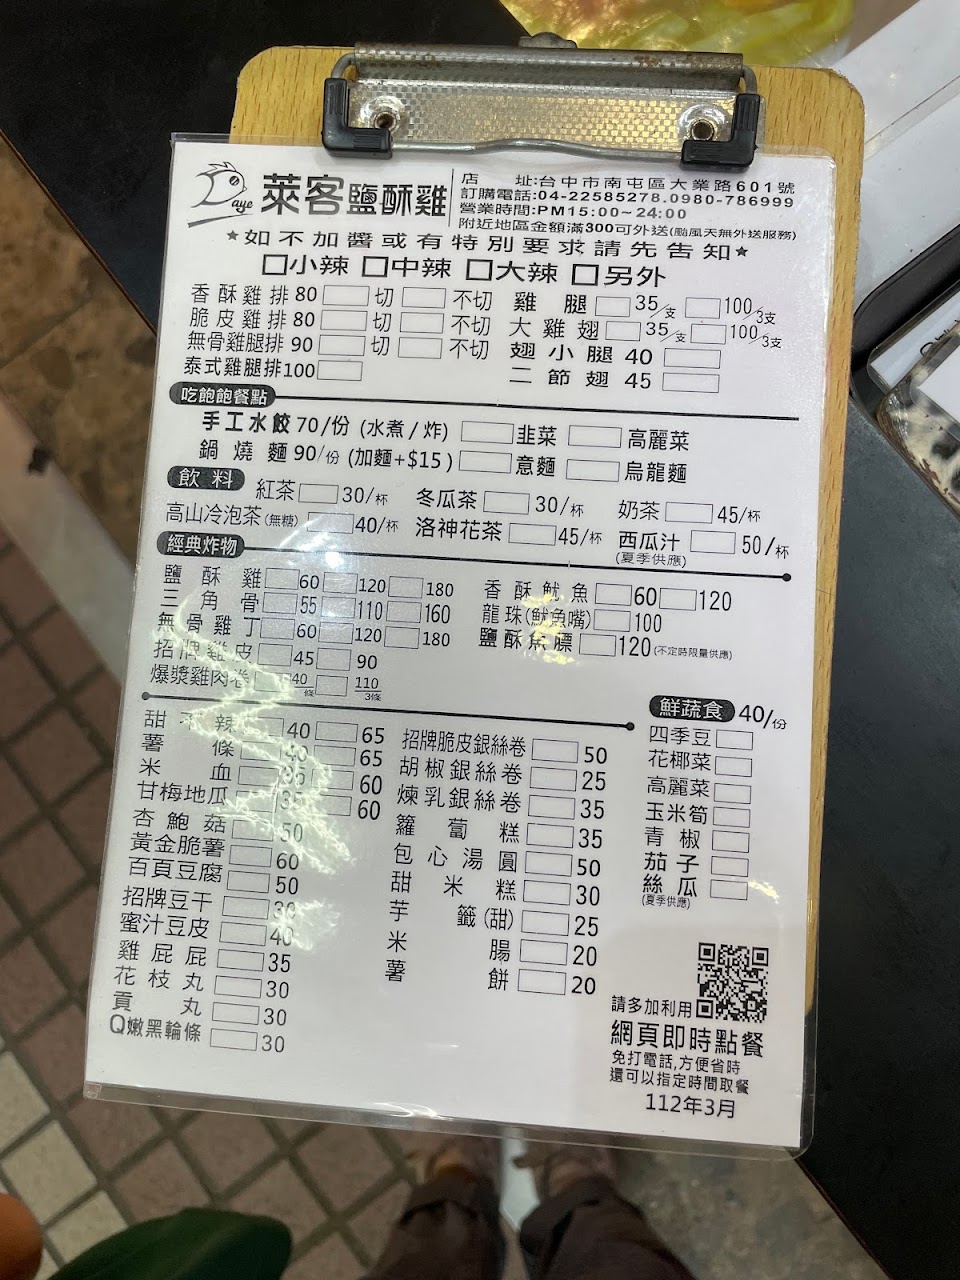 aye 萊客鹽酥雞
店 址:台中市南屯區大業路601號
訂購電話:04-22585278.0980-786999
營業時間:PM15:00~24:00
附近地區金額滿300可外送(颱風天無外送服務)
★如不加醬或有特別要求請先告知★
□小辣 □中辣 □大辣 □另外
香酥雞排 80 □切 □不切
脆皮雞排 80 □切 □不切
無骨雞腿排 90 □切 □不切
泰式雞腿排100 □
雞腿 □35/支 □100/3支
大雞翅 □35/支 □100/3支
翅小腿 40 □
二節翅 45 □
吃飽飽餐點
手工水餃 70/份 (水煮/炸) □韭菜 □高麗菜
鍋燒麵 90/份 (加麵+$15) □意麵 □烏龍麵
飲料
紅茶 □30/杯 冬瓜茶 □30/杯 奶茶 □45/杯
高山冷泡茶(無糖) □40/杯 洛神花茶 □45/杯 西瓜汁 □50/杯
(夏季供應)
經典炸物
鹽酥雞 □60 □120 □180
三角骨 □55 □110 □160
無骨雞丁 □60 □120 □180
招牌雞皮 □45 □90
爆漿雞肉卷 □40/條 □110/3條
香酥魷魚 □60 □120
龍珠(魷魚嘴) □100
鹽酥魚膘 □120(不定時限量供應)
甜不辣 □40 □65
薯條 □40 □65
米血 □35 □60
甘梅地瓜 □35 □60
杏鮑菇 □50
黃金脆薯 □60
百頁豆腐 □50
招牌豆干 □30
蜜汁豆皮 □40
雞屁屁 □35
花枝丸 □30
貢丸 □30
Q嫩黑輪條 □30
招牌脆皮銀絲卷 □50
胡椒銀絲卷 □25
煉乳銀絲卷 □35
籮蔔糕 □35
包心湯圓 □50
甜米糕 □30
芋籤(甜) □25
米腸 □20
薯餅 □20
鮮蔬食 40/份
四季豆 □
花椰菜 □
高麗菜 □
玉米筍 □
青椒 □
茄子 □
絲瓜 □
(夏季供應)
請多加利用
網頁即時點餐
免打電話,方便省時
還可以指定時間取餐
112年3月